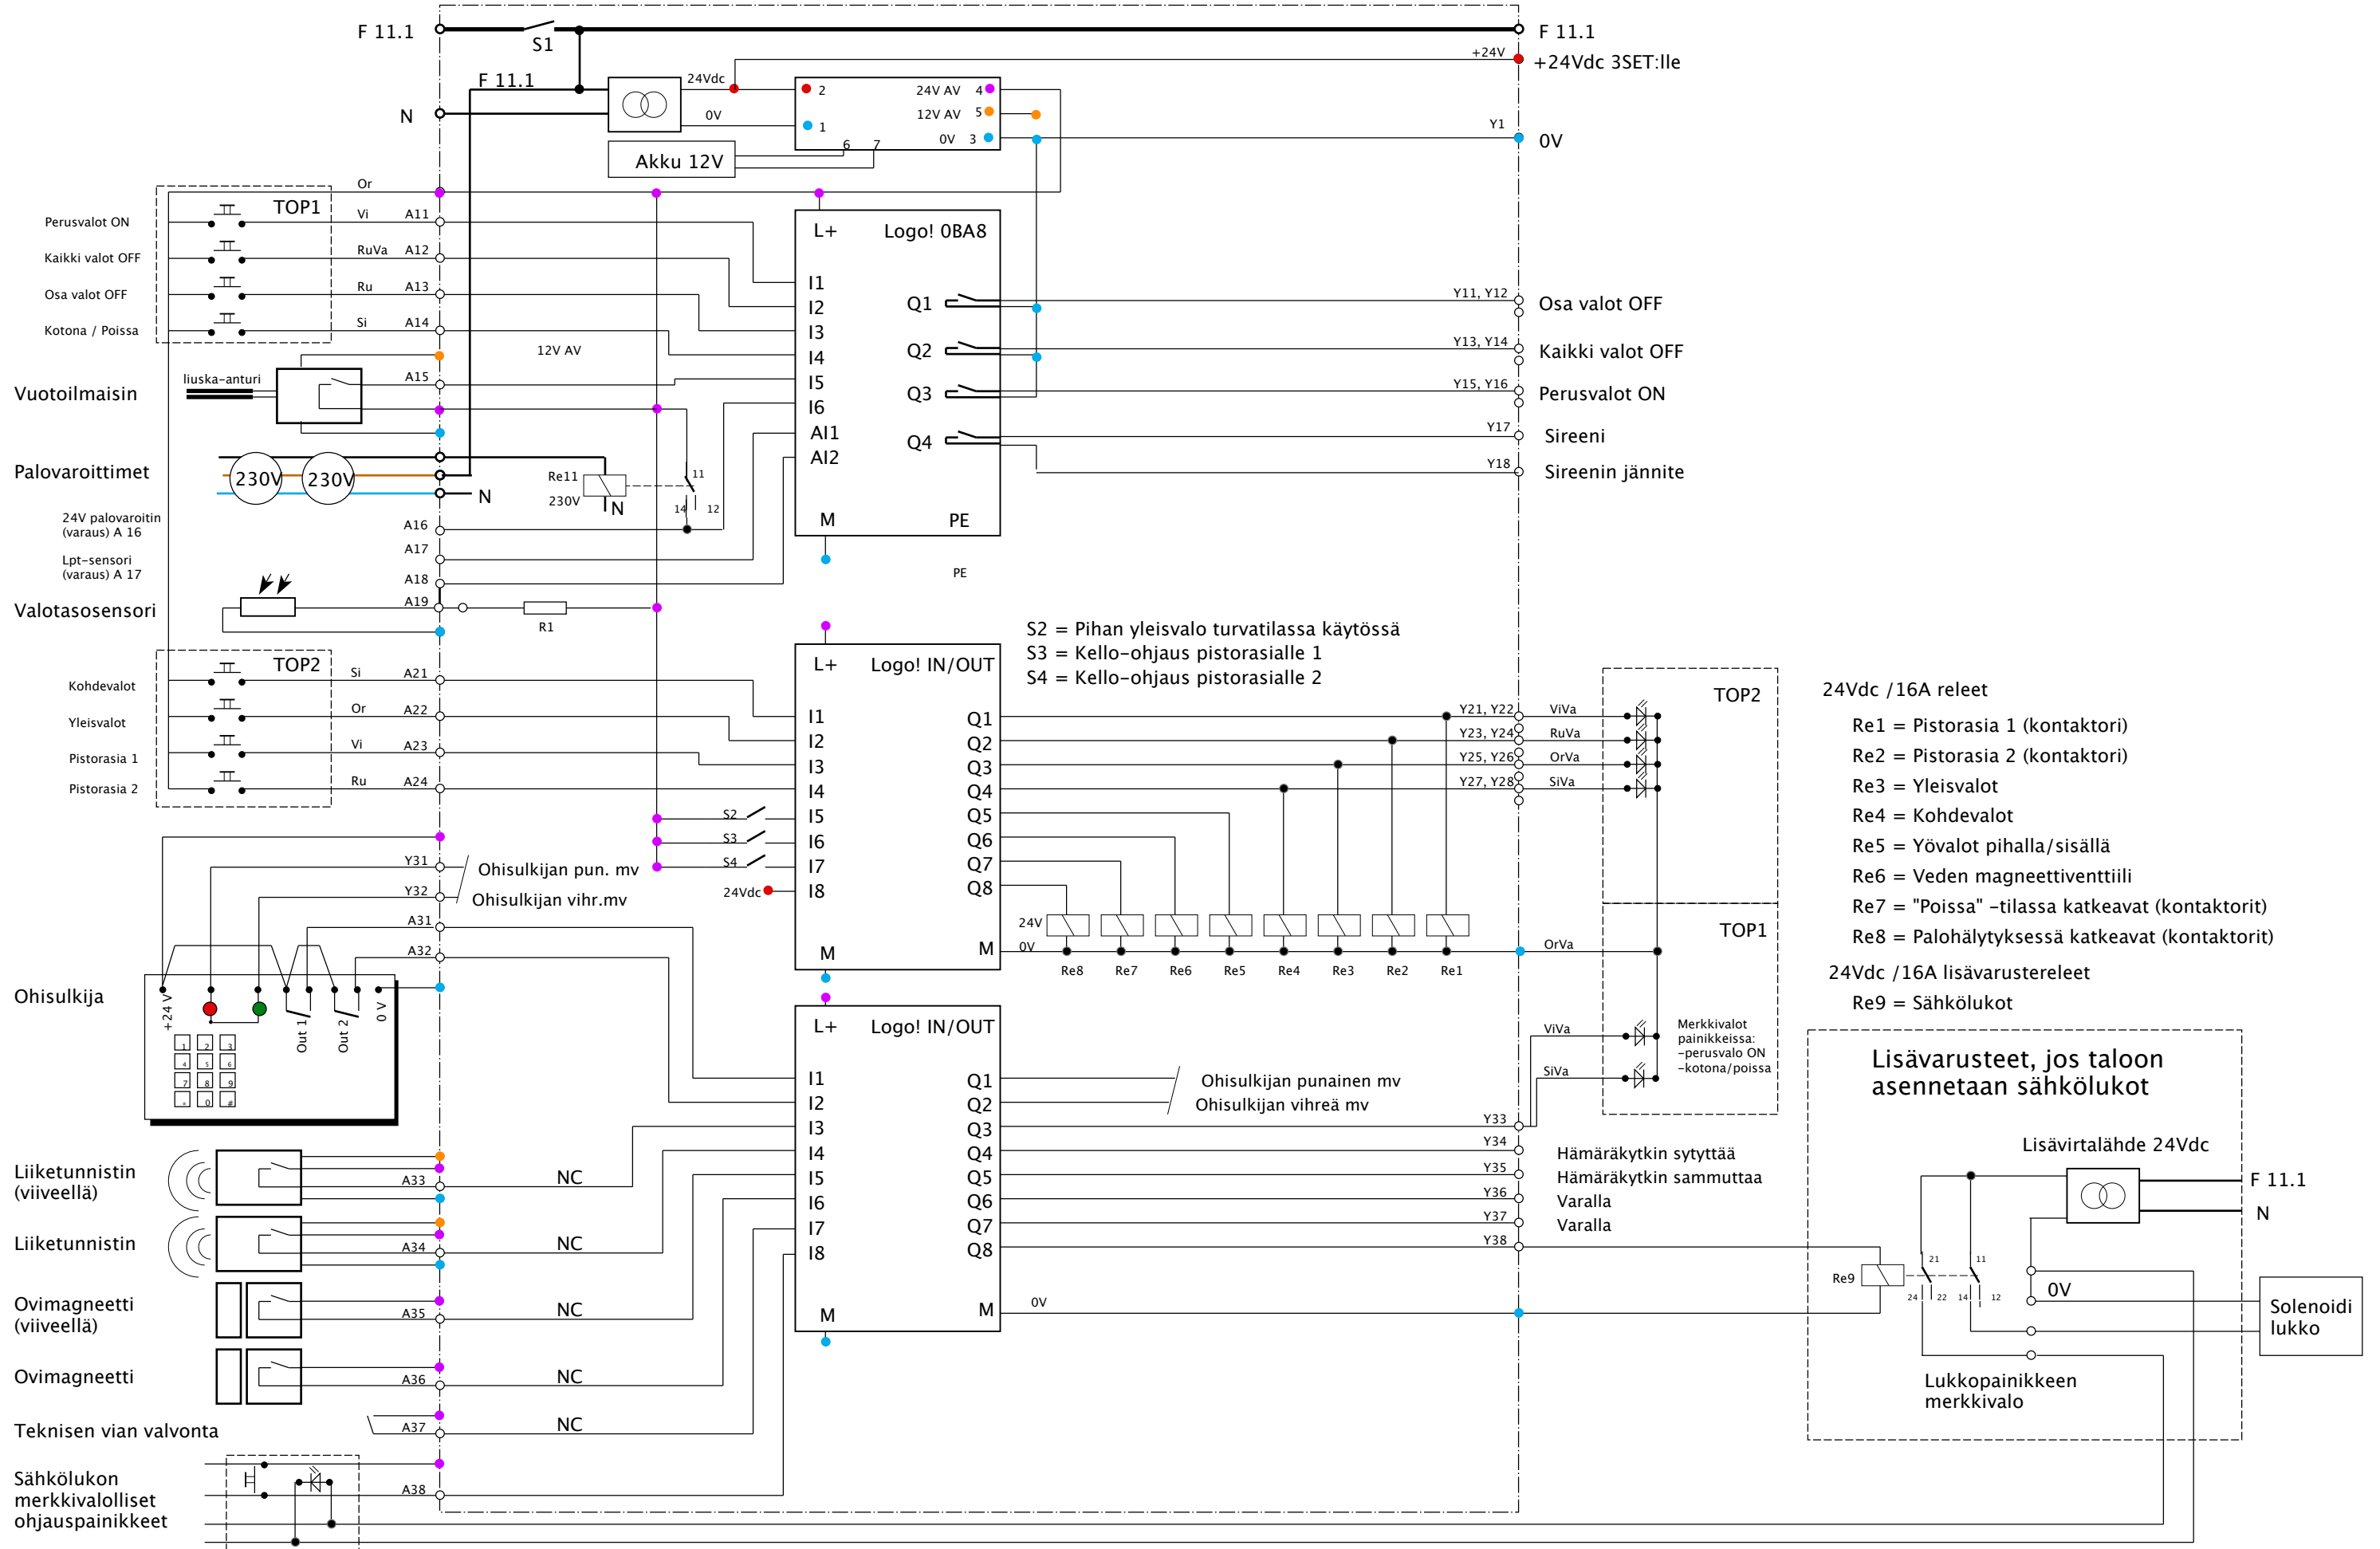 F 11.1
S1
F 11.1
+24V
+24Vdc 3SET:lle
F 11.1
24Vdc
2
24V AV 4
12V AV 5
N
0V
1
0V 3
Y1
0V
6 7
Akku 12V
Or
TOP1
Perusvalot ON
Vi A11
Kaikki valot OFF
RuVa A12
Osa valot OFF
Ru A13
Kotona / Poissa
Si A14
L+ Logo! 0BA8
I1
I2
I3
I4
I5
I6
AI1
AI2
M PE
Q1
Q2
Q3
Q4
Y11, Y12
Osa valot OFF
Y13, Y14
Kaikki valot OFF
Y15, Y16
Perusvalot ON
Y17
Sireeni
Y18
Sireenin jännite
12V AV
Vuotoilmaisin
liuska-anturi
A15
Palovaroittimet
230V 230V
N
Re11
230V
N
11
14 12
24V palovaroitin
(varaus) A 16
A16
Lpt-sensori
(varaus) A 17
A17
A18
PE
Valotasosensori
A19
R1
S2 = Pihan yleisvalo turvatilassa käytössä
S3 = Kello-ohjaus pistorasialle 1
S4 = Kello-ohjaus pistorasialle 2
TOP2
Kohdevalot
Si A21
Yleisvalot
Or A22
Pistorasia 1
Vi A23
Pistorasia 2
Ru A24
L+ Logo! IN/OUT
I1
I2
I3
I4
I5
I6
I7
I8
M
S2
S3
S4
24Vdc
Q1
Q2
Q3
Q4
Q5
Q6
Q7
Q8
M
Y21, Y22 ViVa
Y23, Y24 RuVa
Y25, Y26 OrVa
Y27, Y28 SiVa
TOP2
24V
0V
Re8 Re7 Re6 Re5 Re4 Re3 Re2 Re1
OrVa
TOP1
24Vdc /16A releet
Re1 = Pistorasia 1 (kontaktori)
Re2 = Pistorasia 2 (kontaktori)
Re3 = Yleisvalot
Re4 = Kohdevalot
Re5 = Yövalot pihalla/sisällä
Re6 = Veden magneettiventtiili
Re7 = "Poissa" -tilassa katkeavat (kontaktorit)
Re8 = Palohälytyksessä katkeavat (kontaktorit)
24Vdc /16A lisävarustereleet
Re9 = Sähkölukot
Y31
Ohisulkijan pun. mv
Y32
Ohisulkijan vihr.mv
A31
A32
Ohisulkija
+24 V
Out 1
Out 2
0 V
1 2 3
4 5 6
7 8 9
* 0 #
L+ Logo! IN/OUT
I1
I2
I3
I4
I5
I6
I7
I8
M
Q1
Q2
Q3
Q4
Q5
Q6
Q7
Q8
M
Ohisulkijan punainen mv
Ohisulkijan vihreä mv
ViVa
SiVa
Merkkivalot
painikkeissa:
-perusvalo ON
-kotona/poissa
Y33
Y34
Hämäräkytkin sytyttää
Y35
Hämäräkytkin sammuttaa
Y36
Varalla
Y37
Varalla
Y38
0V
Liiketunnistin
(viiveellä)
A33
NC
Liiketunnistin
A34
NC
Ovimagneetti
(viiveellä)
A35
NC
Ovimagneetti
A36
NC
Teknisen vian valvonta
A37
NC
Sähkölukon
merkkivalolliset
ohjauspainikkeet
A38
Lisävarusteet, jos taloon
asennetaan sähkölukot
Lisävirtalähde 24Vdc
F 11.1
N
Re9
21 11
24 22 14 12
0V
Solenoidi
lukko
Lukkopainikkeen
merkkivalo